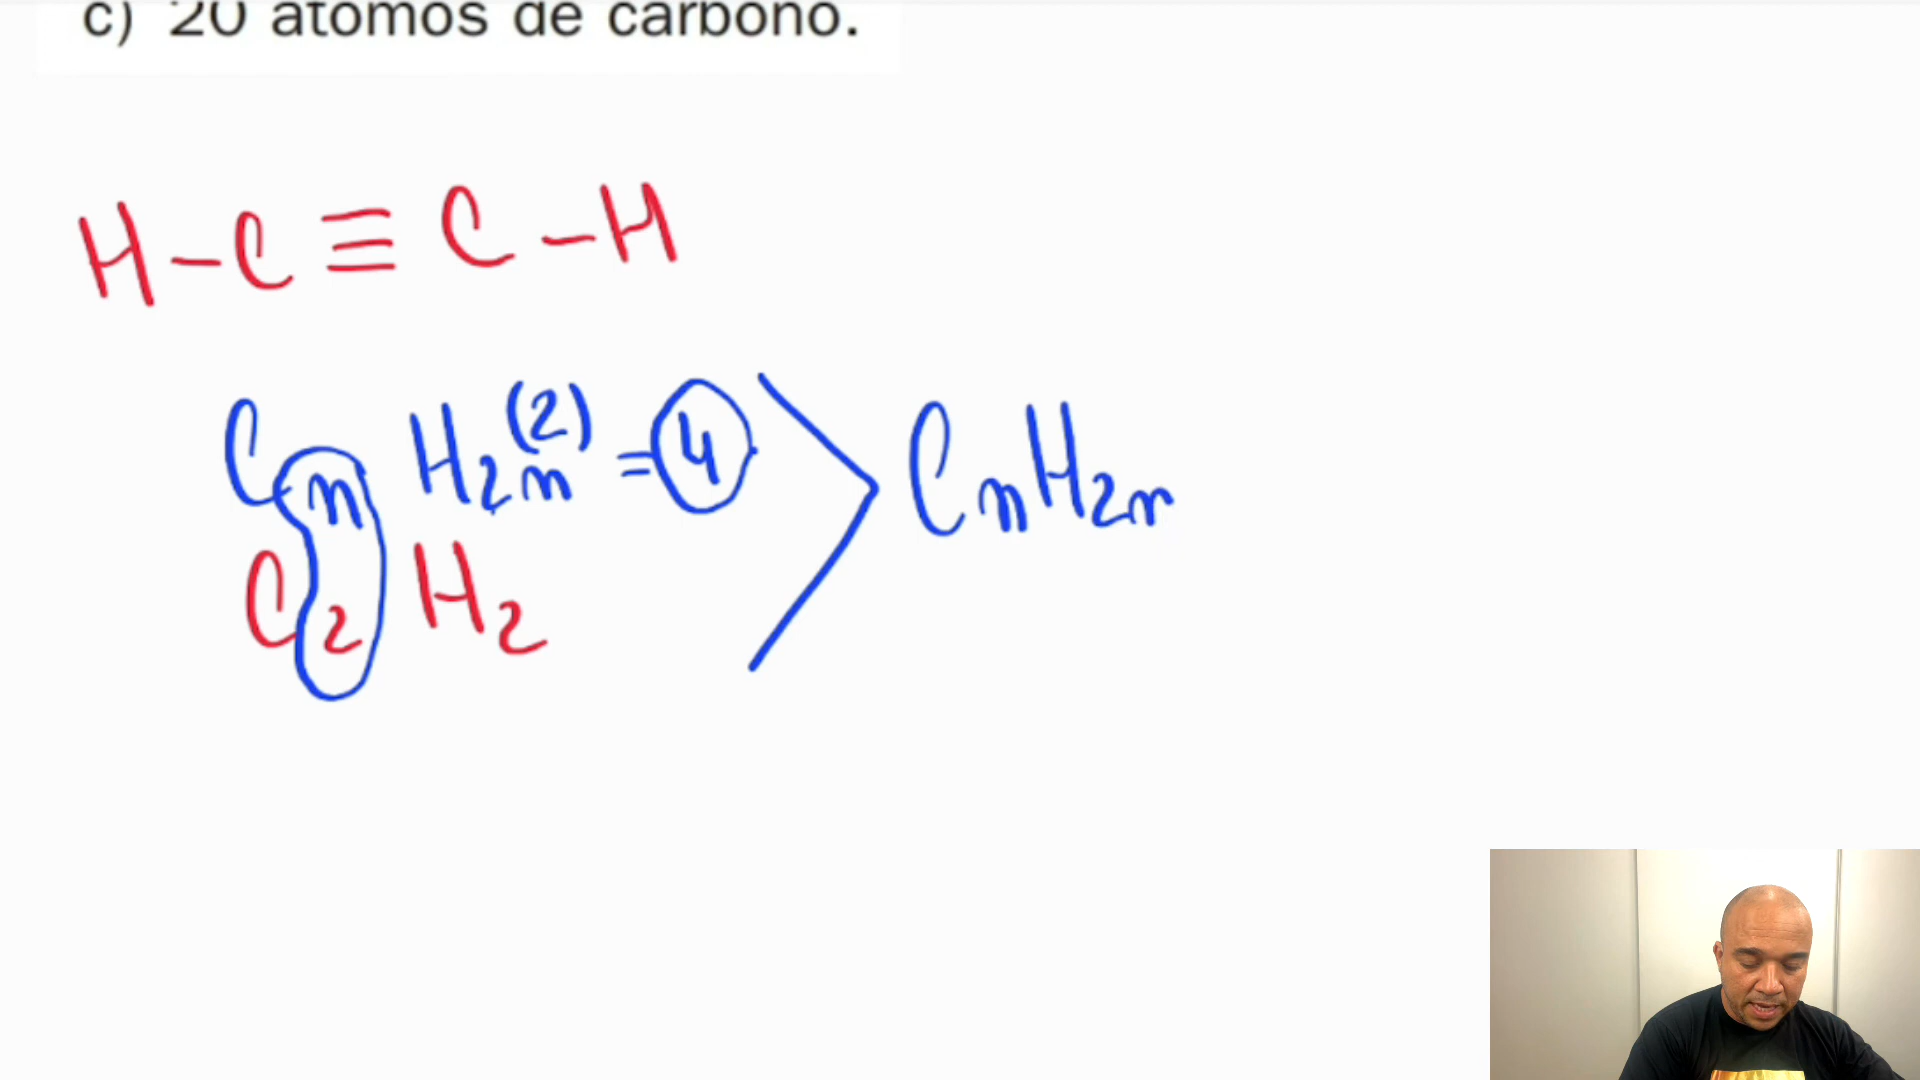 c) 20 átomos de carbono.
H-C≡C-H
CnH2n(2)=4 > CnH2n
C2H2